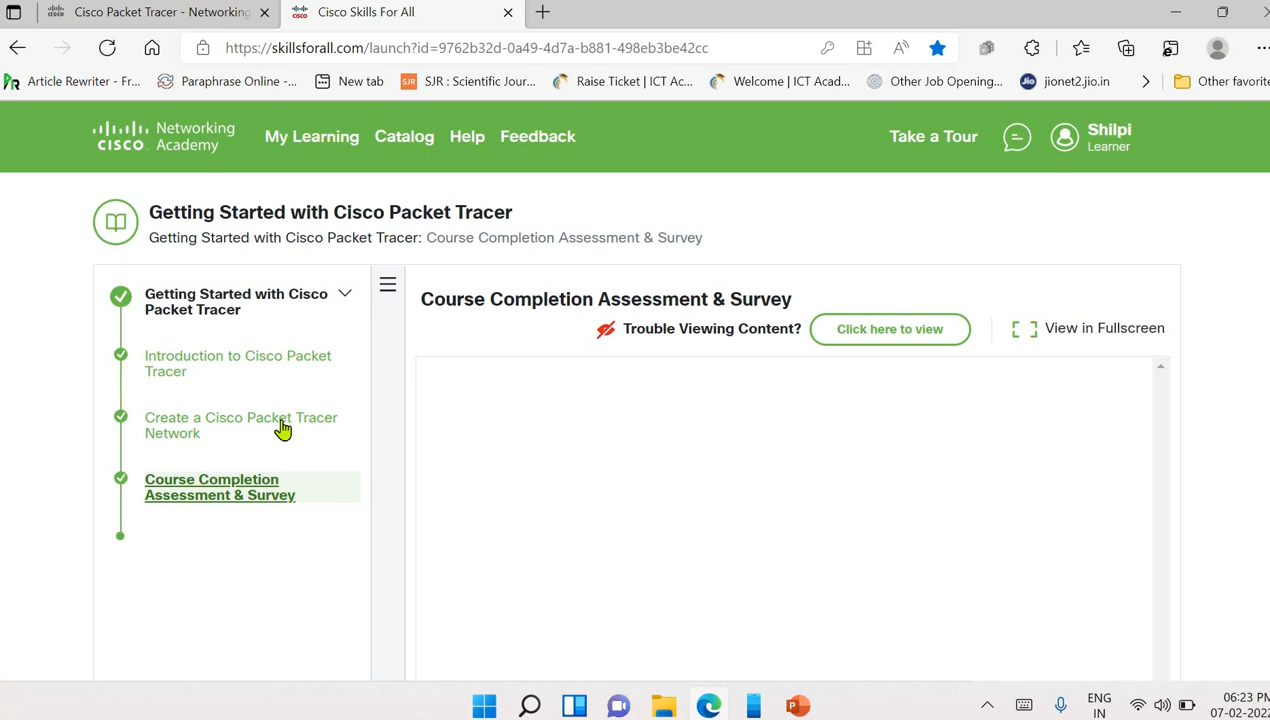 Cisco Packet Tracer - Networking
Cisco Skills For All
https://skillsforall.com/launch?id=9762b32d-0a49-4d7a-b881-498eb3be42cc
Article Rewriter - Fr...
Paraphrase Online -...
New tab
SJR
SJR : Scientific Jour...
Raise Ticket | ICT Ac...
Welcome | ICT Acad...
Other Job Opening...
Jio
jionet2.jio.in
Other favorite
CISCO
Networking
Academy
My Learning
Catalog
Help
Feedback
Take a Tour
Shilpi
Learner
Getting Started with Cisco Packet Tracer
Getting Started with Cisco Packet Tracer: Course Completion Assessment & Survey
Getting Started with Cisco
Packet Tracer
Introduction to Cisco Packet
Tracer
Create a Cisco Packet Tracer
Network
Course Completion
Assessment & Survey
Course Completion Assessment & Survey
Trouble Viewing Content?
Click here to view
View in Fullscreen
ENG
IN
06:23 PM
07-02-2022